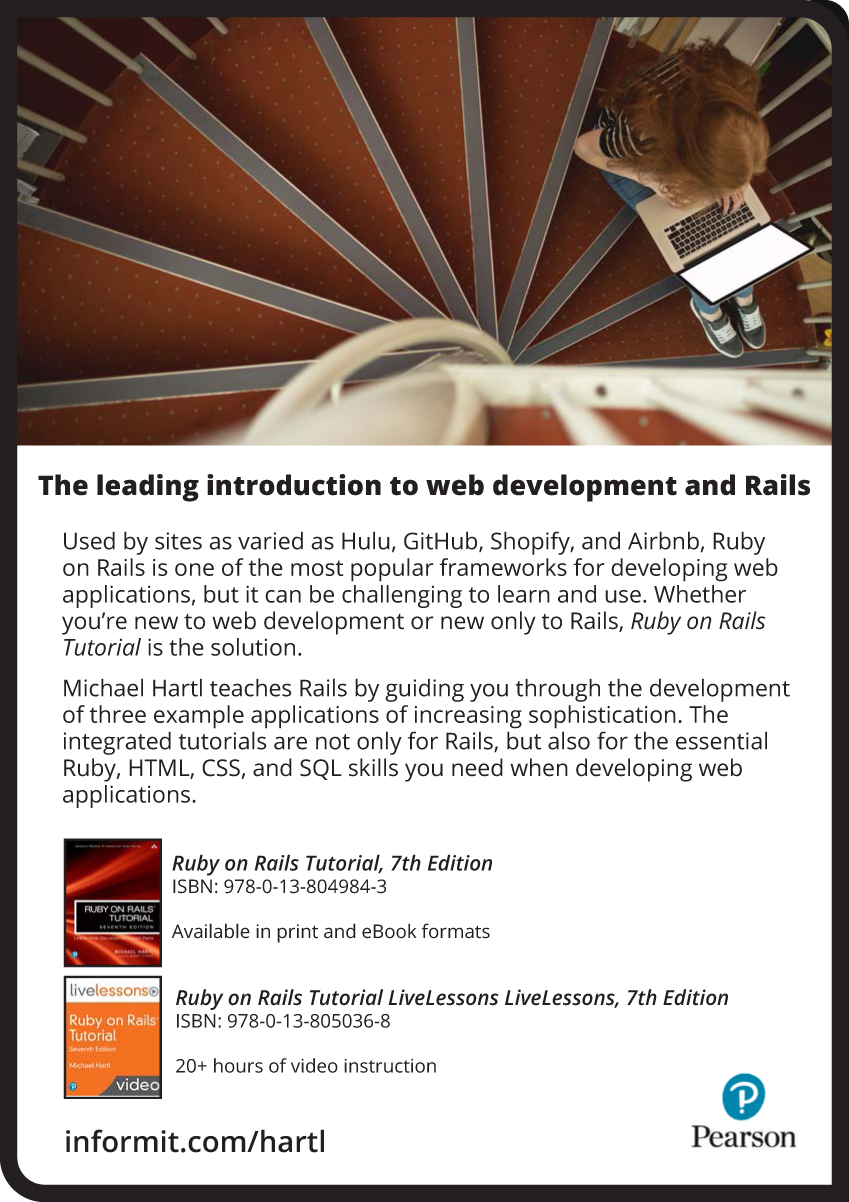 The leading introduction to web development and Rails
Used by sites as varied as Hulu, GitHub, Shopify, and Airbnb, Ruby
on Rails is one of the most popular frameworks for developing web
applications, but it can be challenging to learn and use. Whether
you’re new to web development or new only to Rails, Ruby on Rails
Tutorial is the solution.
Michael Hartl teaches Rails by guiding you through the development
of three example applications of increasing sophistication. The
integrated tutorials are not only for Rails, but also for the essential
Ruby, HTML, CSS, and SQL skills you need when developing web
applications.
RUBY ON RAILS
TUTORIAL
SEVENTH EDITION
MICHAEL HARTL
Ruby on Rails Tutorial, 7th Edition
ISBN: 978-0-13-804984-3
Available in print and eBook formats
livelessons
Ruby on Rails
Tutorial
Seventh Edition
Michael Hartl
video
Ruby on Rails Tutorial LiveLessons LiveLessons, 7th Edition
ISBN: 978-0-13-805036-8
20+ hours of video instruction
informit.com/hartl
Pearson